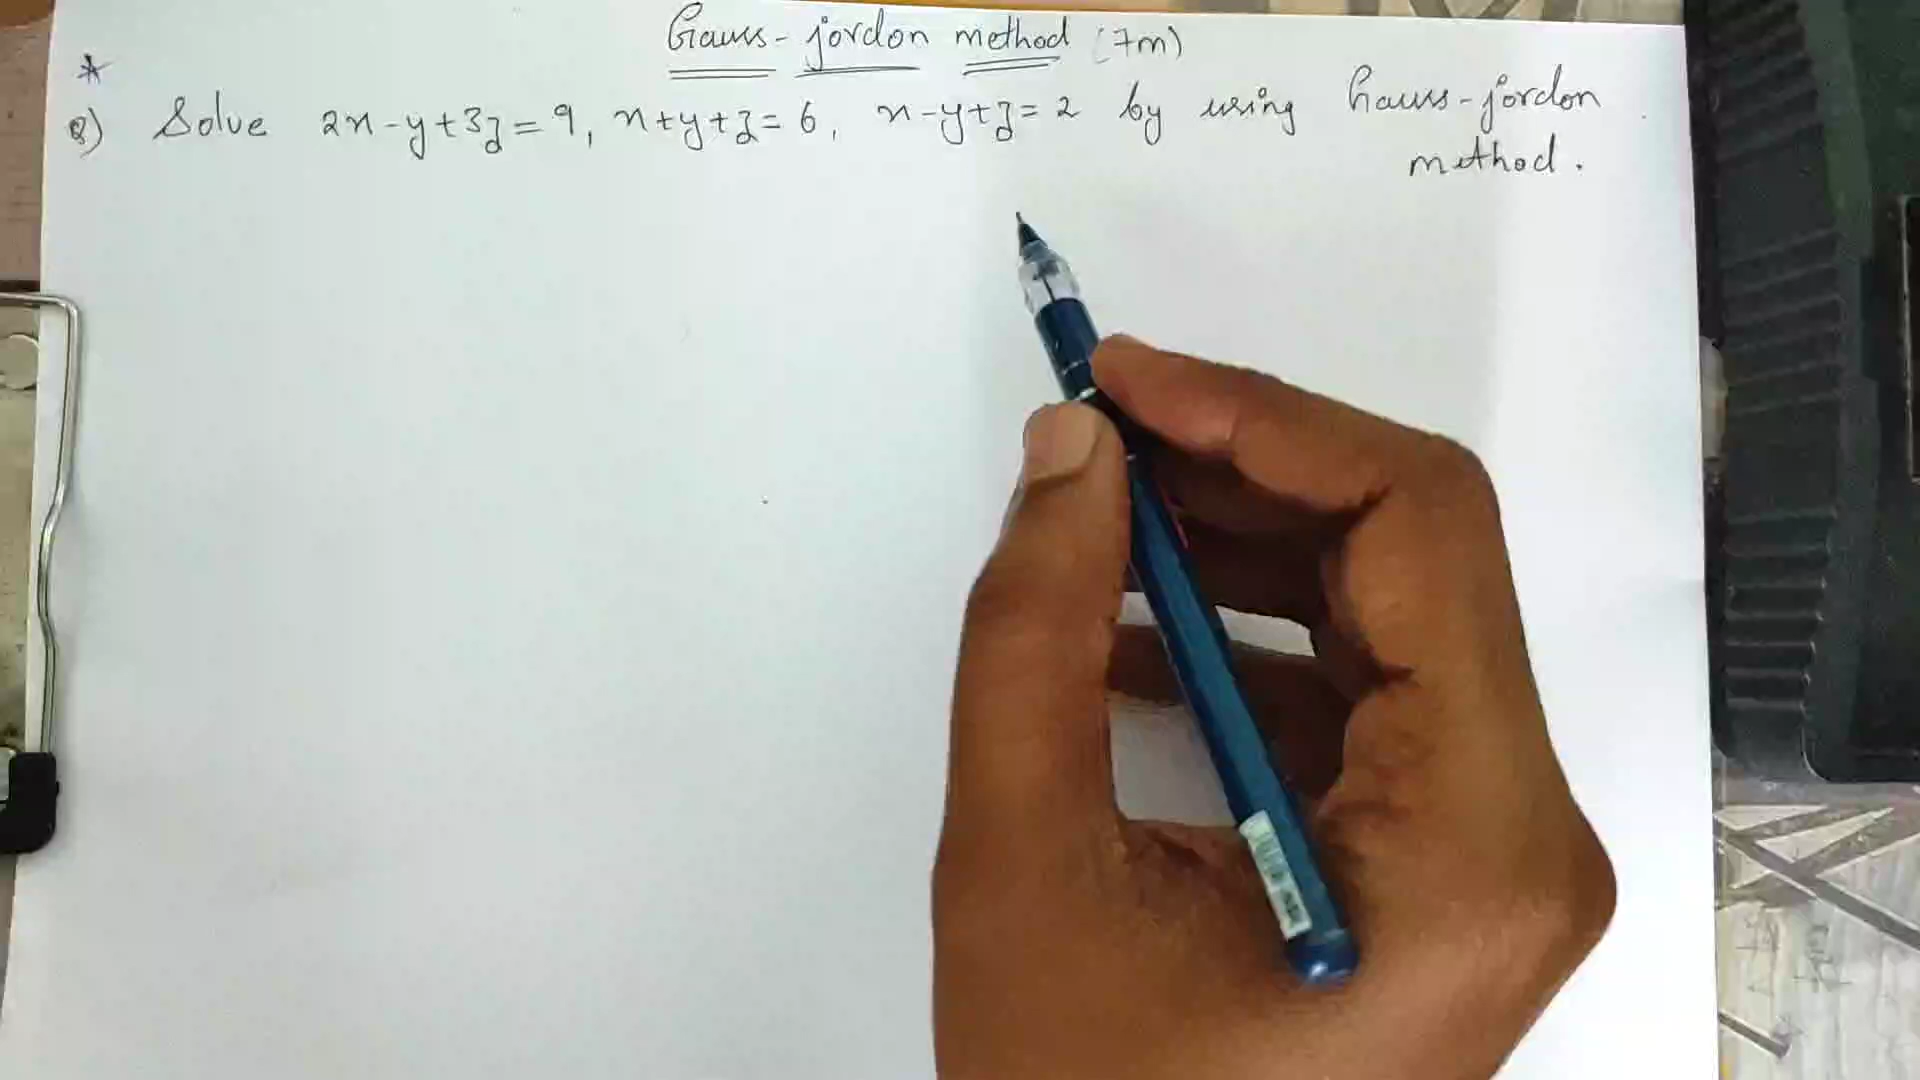 Gauss-jordon method (7m)
*
Q) Solve 2x-y+3z=9, x+y+z=6, x-y+z=2 by using Gauss-jordon
method.